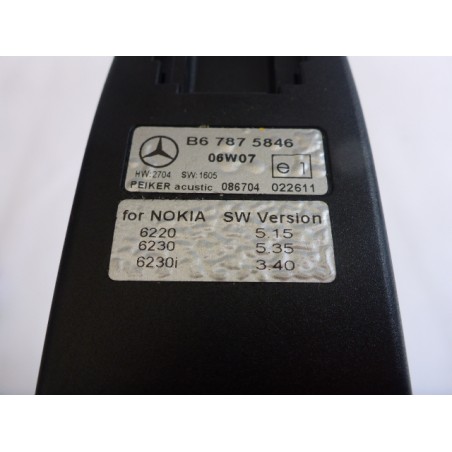 B6 787 5846
06W07
HW:2704 SW:1605
e 1
PEIKER acustic 086704 022611
for NOKIA SW Version
6220 5.15
6230 5.35
6230i 3.40